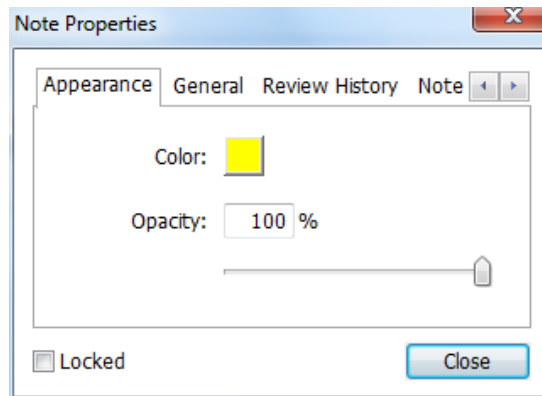 Note Properties
Appearance General Review History Note
Color:
Opacity: 100 %
Locked Close